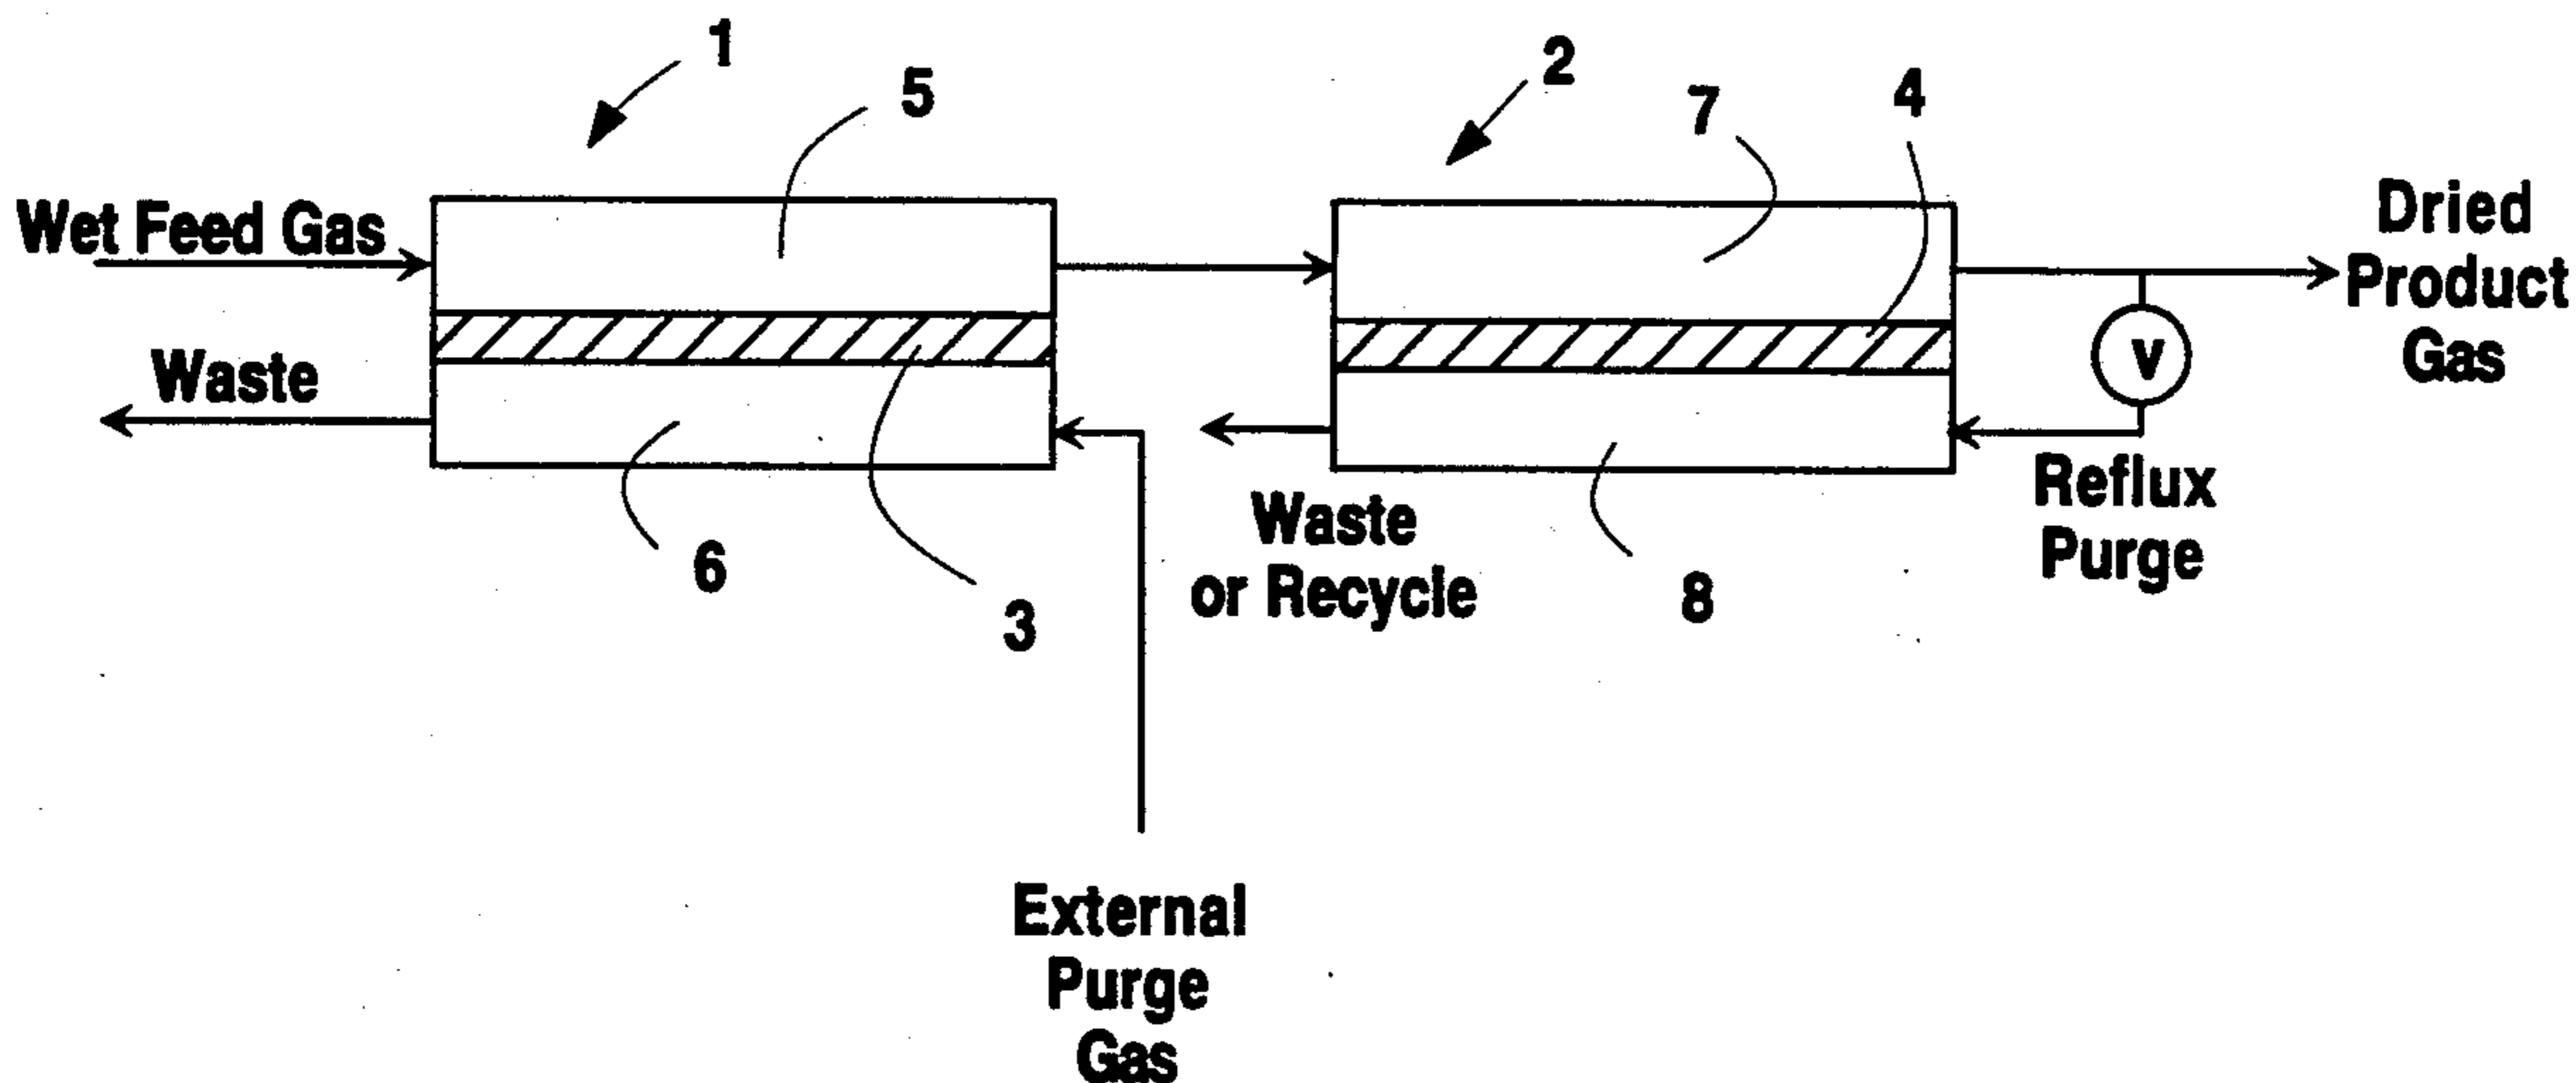 1
2
5
7
4
Wet Feed Gas
Dried
Product
Gas
Waste
V
Reflux
Purge
Waste
or Recycle
6
3
8
External
Purge
Gas